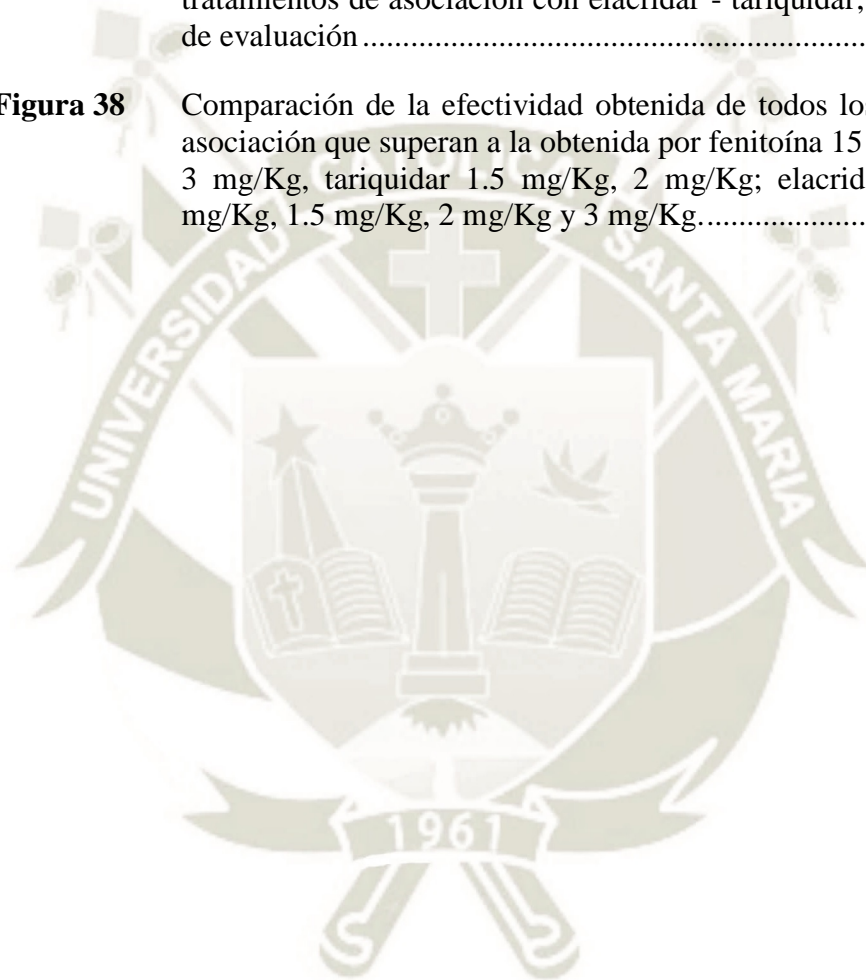 tratamientos de asociación con elacridar - tariquidar,
de evaluación ..........................................................
Figura 38 Comparación de la efectividad obtenida de todos lo
asociación que superan a la obtenida por fenitoína 15
3 mg/Kg, tariquidar 1.5 mg/Kg, 2 mg/Kg; elacrid
mg/Kg, 1.5 mg/Kg, 2 mg/Kg y 3 mg/Kg.....................
UNIVERSIDAD CATOLICA SANTA MARIA
1961